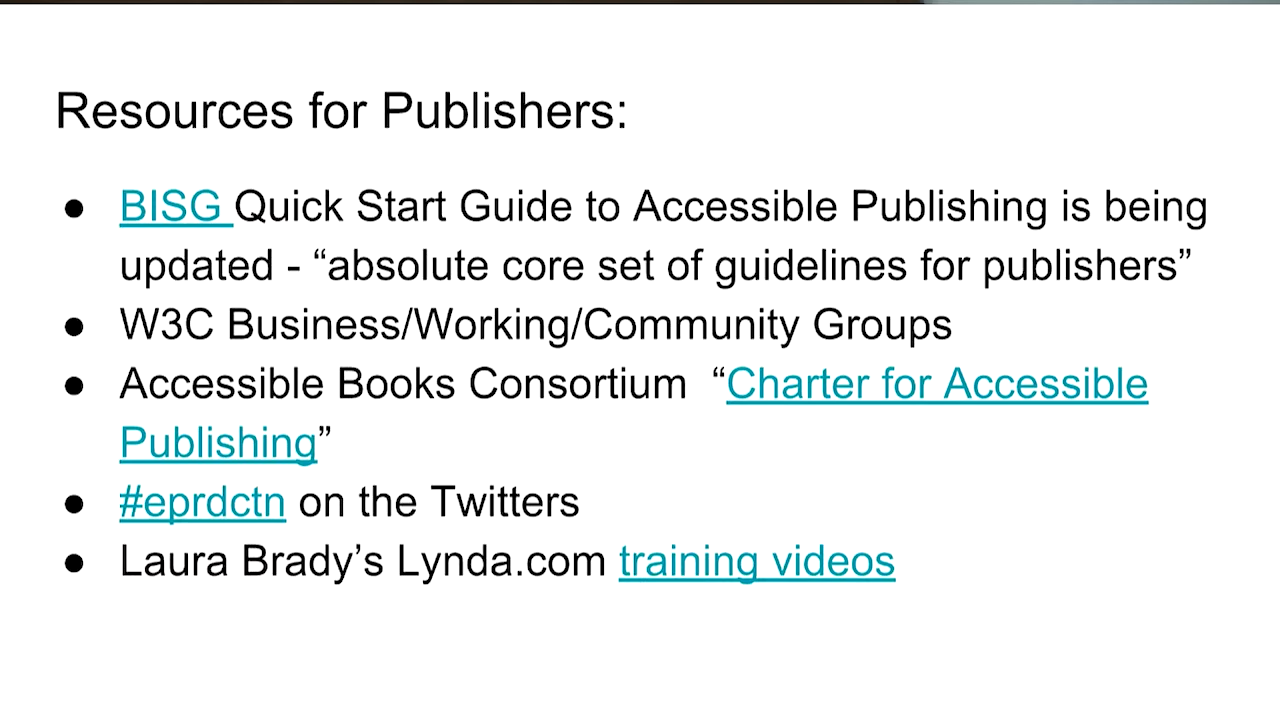 Resources for Publishers:
● BISG Quick Start Guide to Accessible Publishing is being
updated - “absolute core set of guidelines for publishers”
● W3C Business/Working/Community Groups
● Accessible Books Consortium  “Charter for Accessible
Publishing”
● #eprdctn on the Twitters
● Laura Brady’s Lynda.com training videos